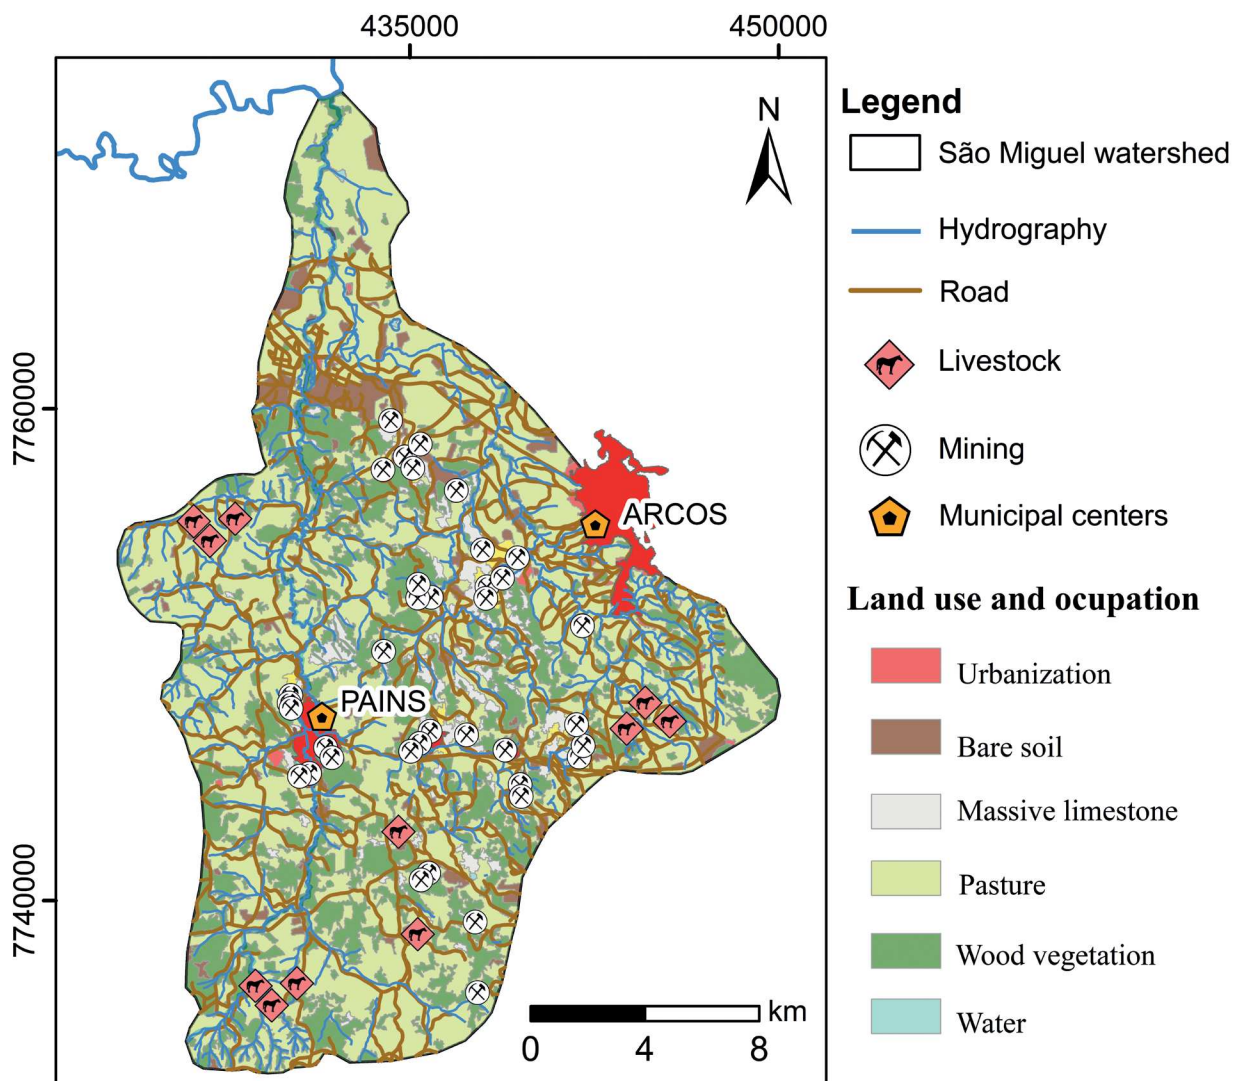 435000
450000
N
7760000
7740000
ARCOS
PAINS
km
0
4
8
Legend
São Miguel watershed
Hydrography
Road
Livestock
Mining
Municipal centers
Land use and ocupation
Urbanization
Bare soil
Massive limestone
Pasture
Wood vegetation
Water